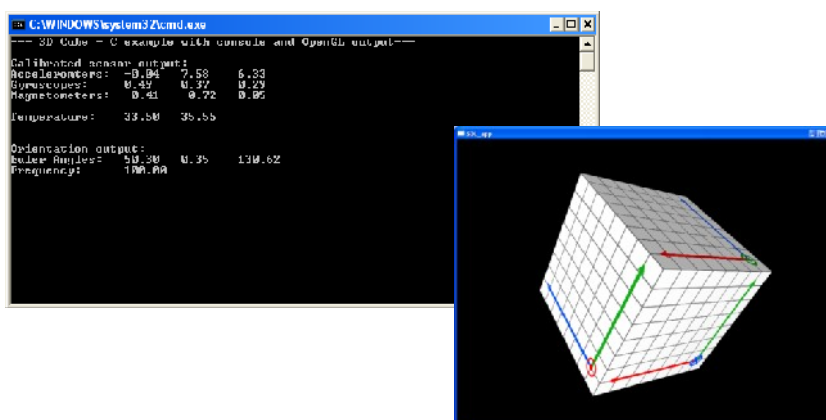 C:\WINDOWS\system32\cmd.exe
--- 3D Cube - C example with console and OpenGL output---
Calibrated sensor output:
Accelerometers: -0.04 7.58 6.33
Gyroscopes: 0.49 0.37 0.29
Magnetometers: 0.41 0.72 0.05
Temperature: 33.50 35.55
Orientation output:
Euler Angles: 50.30 0.35 130.62
Frequency: 100.00